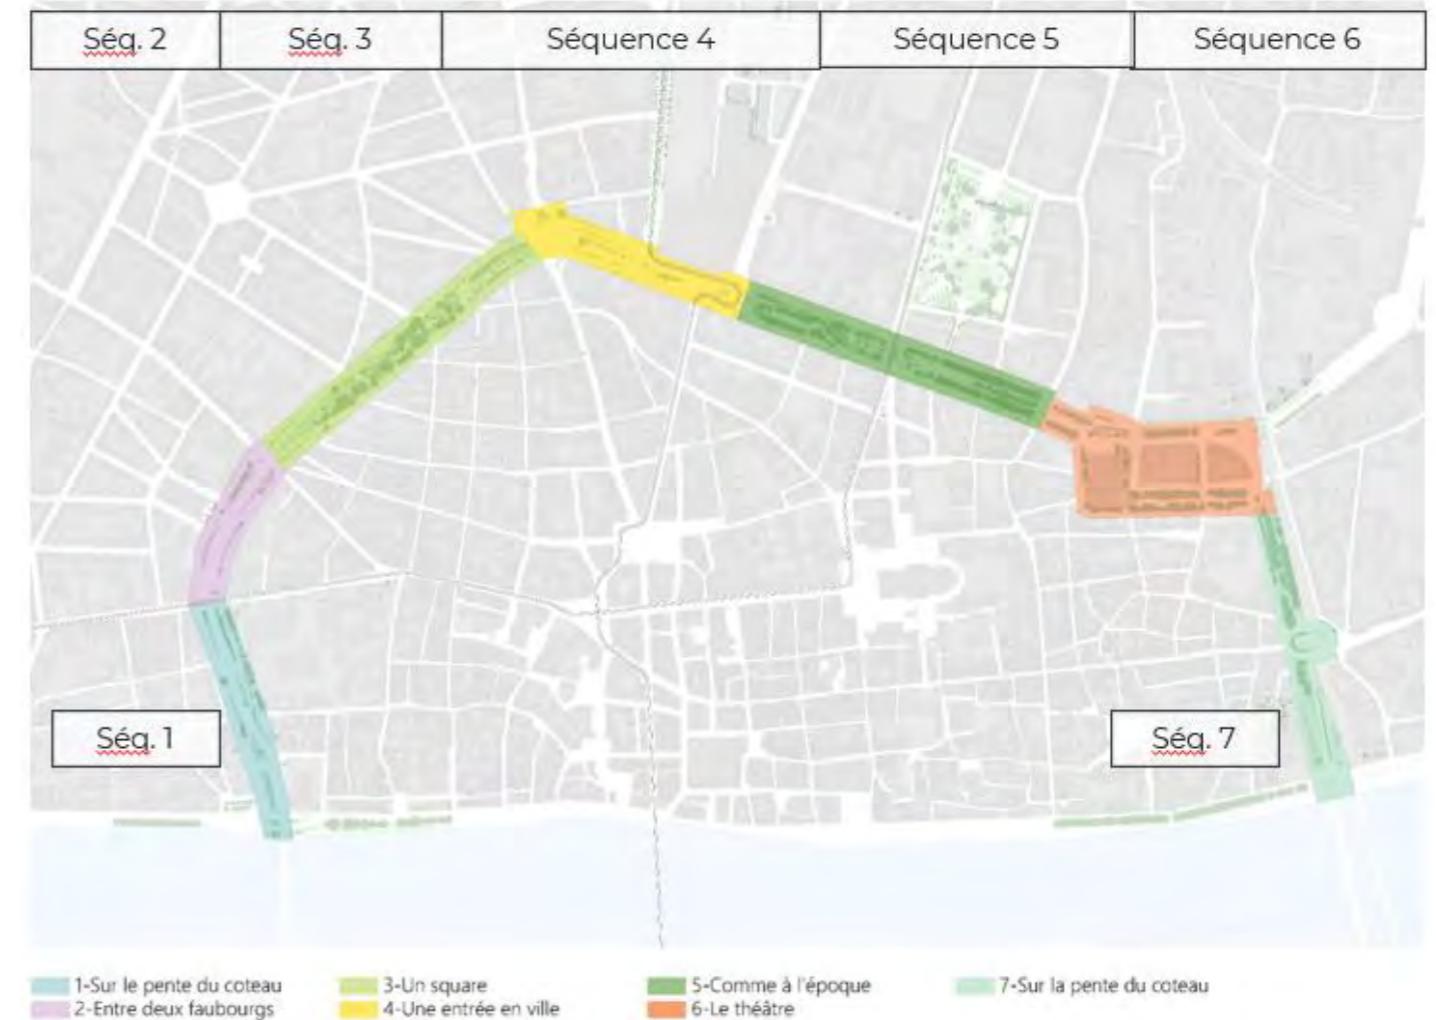 Séq. 2
Séq. 3
Séquence 4
Séquence 5
Séquence 6
Séq. 1
Séq. 7
1-Sur le pente du coteau
3-Un square
5-Comme à l'époque
7-Sur la pente du coteau
2-Entre deux faubourgs
4-Une entrée en ville
6-Le théâtre